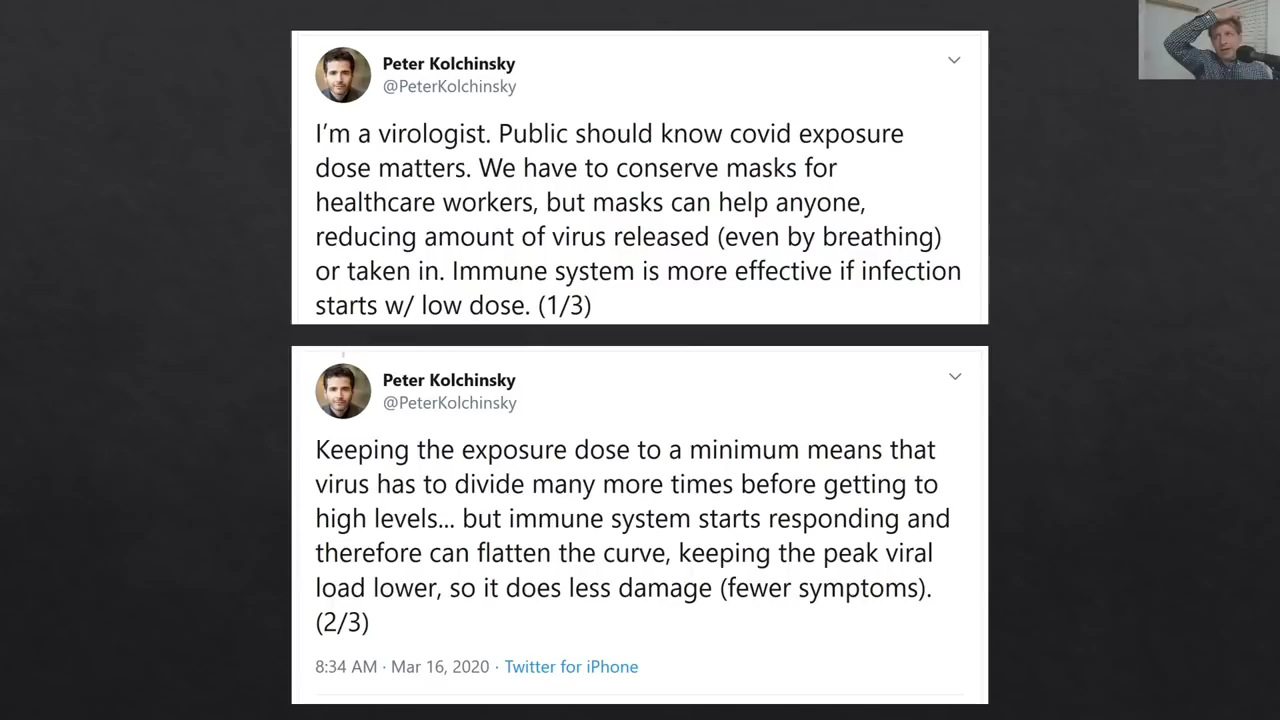 Peter Kolchinsky
@PeterKolchinsky
I’m a virologist. Public should know covid exposure
dose matters. We have to conserve masks for
healthcare workers, but masks can help anyone,
reducing amount of virus released (even by breathing)
or taken in. Immune system is more effective if infection
starts w/ low dose. (1/3)
Peter Kolchinsky
@PeterKolchinsky
Keeping the exposure dose to a minimum means that
virus has to divide many more times before getting to
high levels... but immune system starts responding and
therefore can flatten the curve, keeping the peak viral
load lower, so it does less damage (fewer symptoms).
(2/3)
8:34 AM · Mar 16, 2020 · Twitter for iPhone